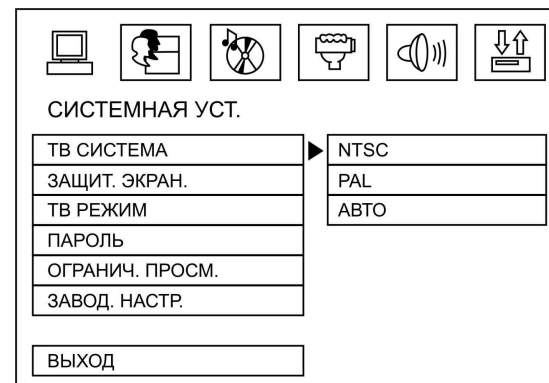 СИСТЕМНАЯ УСТ.
ТВ СИСТЕМА
NTSC
ЗАЩИТ. ЭКРАН.
PAL
ТВ РЕЖИМ
АВТО
ПАРОЛЬ
ОГРАНИЧ. ПРОСМ.
ЗАВОД. НАСТР.
ВЫХОД